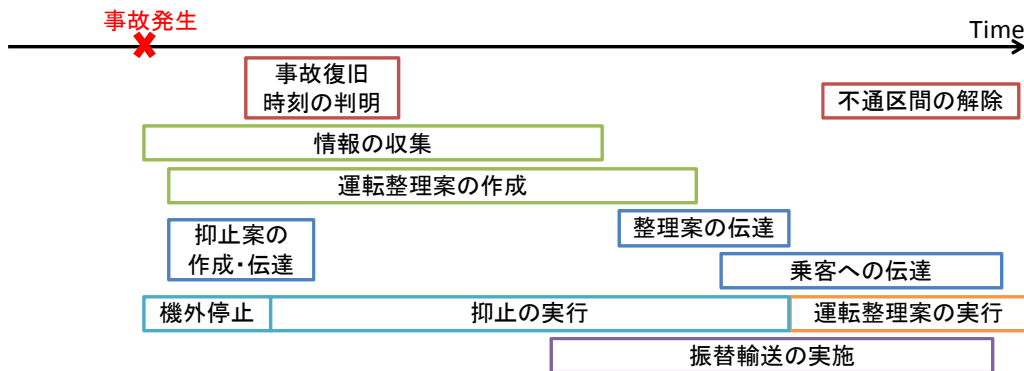 事故発生
Time
事故復旧
時刻の判明
不通区間の解除
情報の収集
運転整理案の作成
整理案の伝達
抑止案の
作成・伝達
乗客への伝達
機外停止
抑止の実行
運転整理案の実行
振替輸送の実施